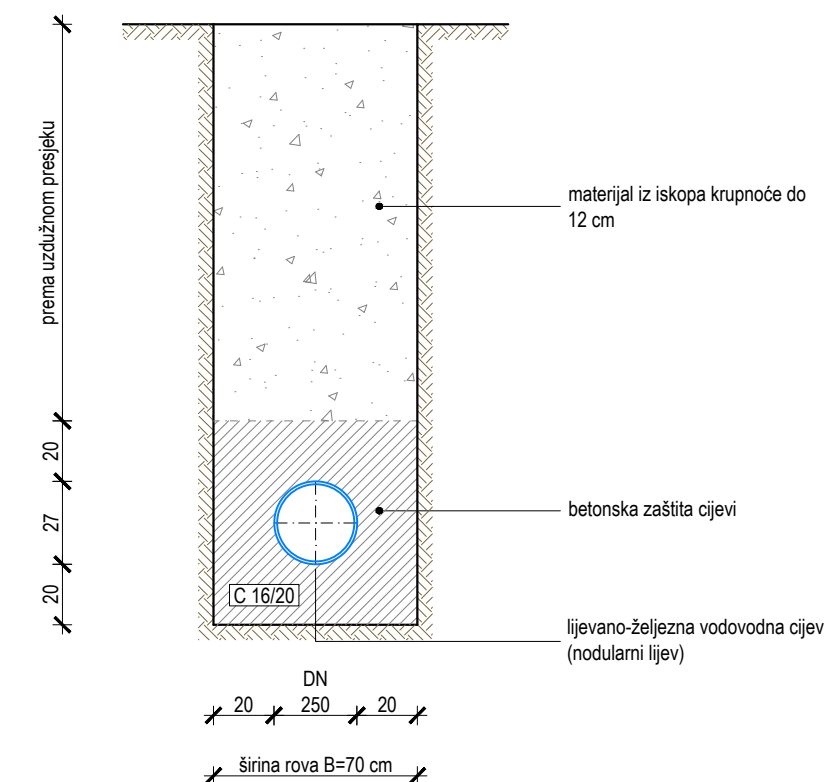 prema uzdužnom presjeku
materijal iz iskopa krupnoće do
12 cm
20
27
20
betonska zaštita cijevi
C 16/20
lijevano-željezna vodovodna cijev
(nodularni lijev)
DN
20 250 20
širina rova B=70 cm